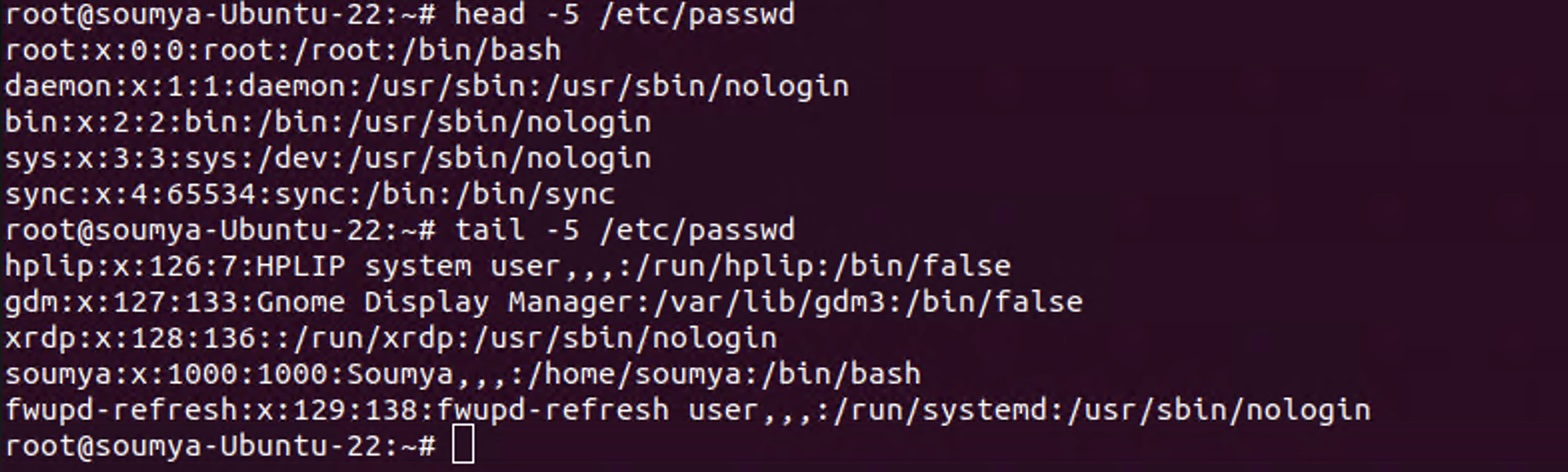 root@soumya-Ubuntu-22:~# head -5 /etc/passwd
root:x:0:0:root:/root:/bin/bash
daemon:x:1:1:daemon:/usr/sbin:/usr/sbin/nologin
bin:x:2:2:bin:/bin:/usr/sbin/nologin
sys:x:3:3:sys:/dev:/usr/sbin/nologin
sync:x:4:65534:sync:/bin:/bin/sync
root@soumya-Ubuntu-22:~# tail -5 /etc/passwd
hplip:x:126:7:HPLIP system user,,,:/run/hplip:/bin/false
gdm:x:127:133:Gnome Display Manager:/var/lib/gdm3:/bin/false
xrdp:x:128:136::/run/xrdp:/usr/sbin/nologin
soumya:x:1000:1000:Soumya,,,:/home/soumya:/bin/bash
fwupd-refresh:x:129:138:fwupd-refresh user,,,:/run/systemd:/usr/sbin/nologin
root@soumya-Ubuntu-22:~#